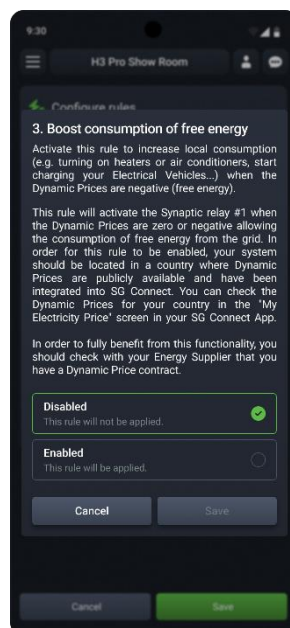 9:30
H3 Pro Show Room
Configure rules
3. Boost consumption of free energy
Activate this rule to increase local consumption
(e.g. turning on heaters or air conditioners, start
charging your Electrical Vehicles...) when the
Dynamic Prices are negative (free energy).
This rule will activate the Synaptic relay #1 when
the Dynamic Prices are zero or negative allowing
the consumption of free energy from the grid. In
order for this rule to be enabled, your system
should be located in a country where Dynamic
Prices are publicly available and have been
integrated into SG Connect. You can check the
Dynamic Prices for your country in the "My
Electricity Price" screen in your SG Connect App.
In order to fully benefit from this functionality, you
should check with your Energy Supplier that you
have a Dynamic Price contract.
Disabled
This rule will not be applied.
Enabled
This rule will be applied.
Cancel Save
Cancel Save